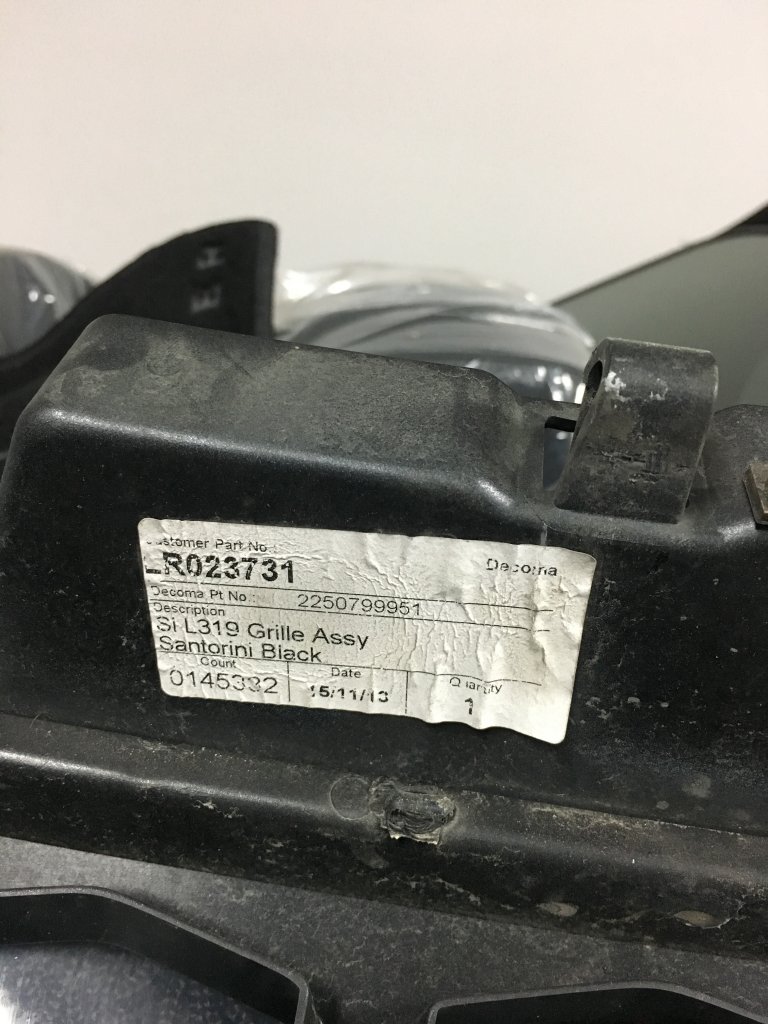 E H
Customer Part No :
LR023731
Decoma
Decoma Pt No : 2250799951
Description
SI L319 Grille Assy
Santorini Black
Count Date Quantity
0145332 15/11/13 1